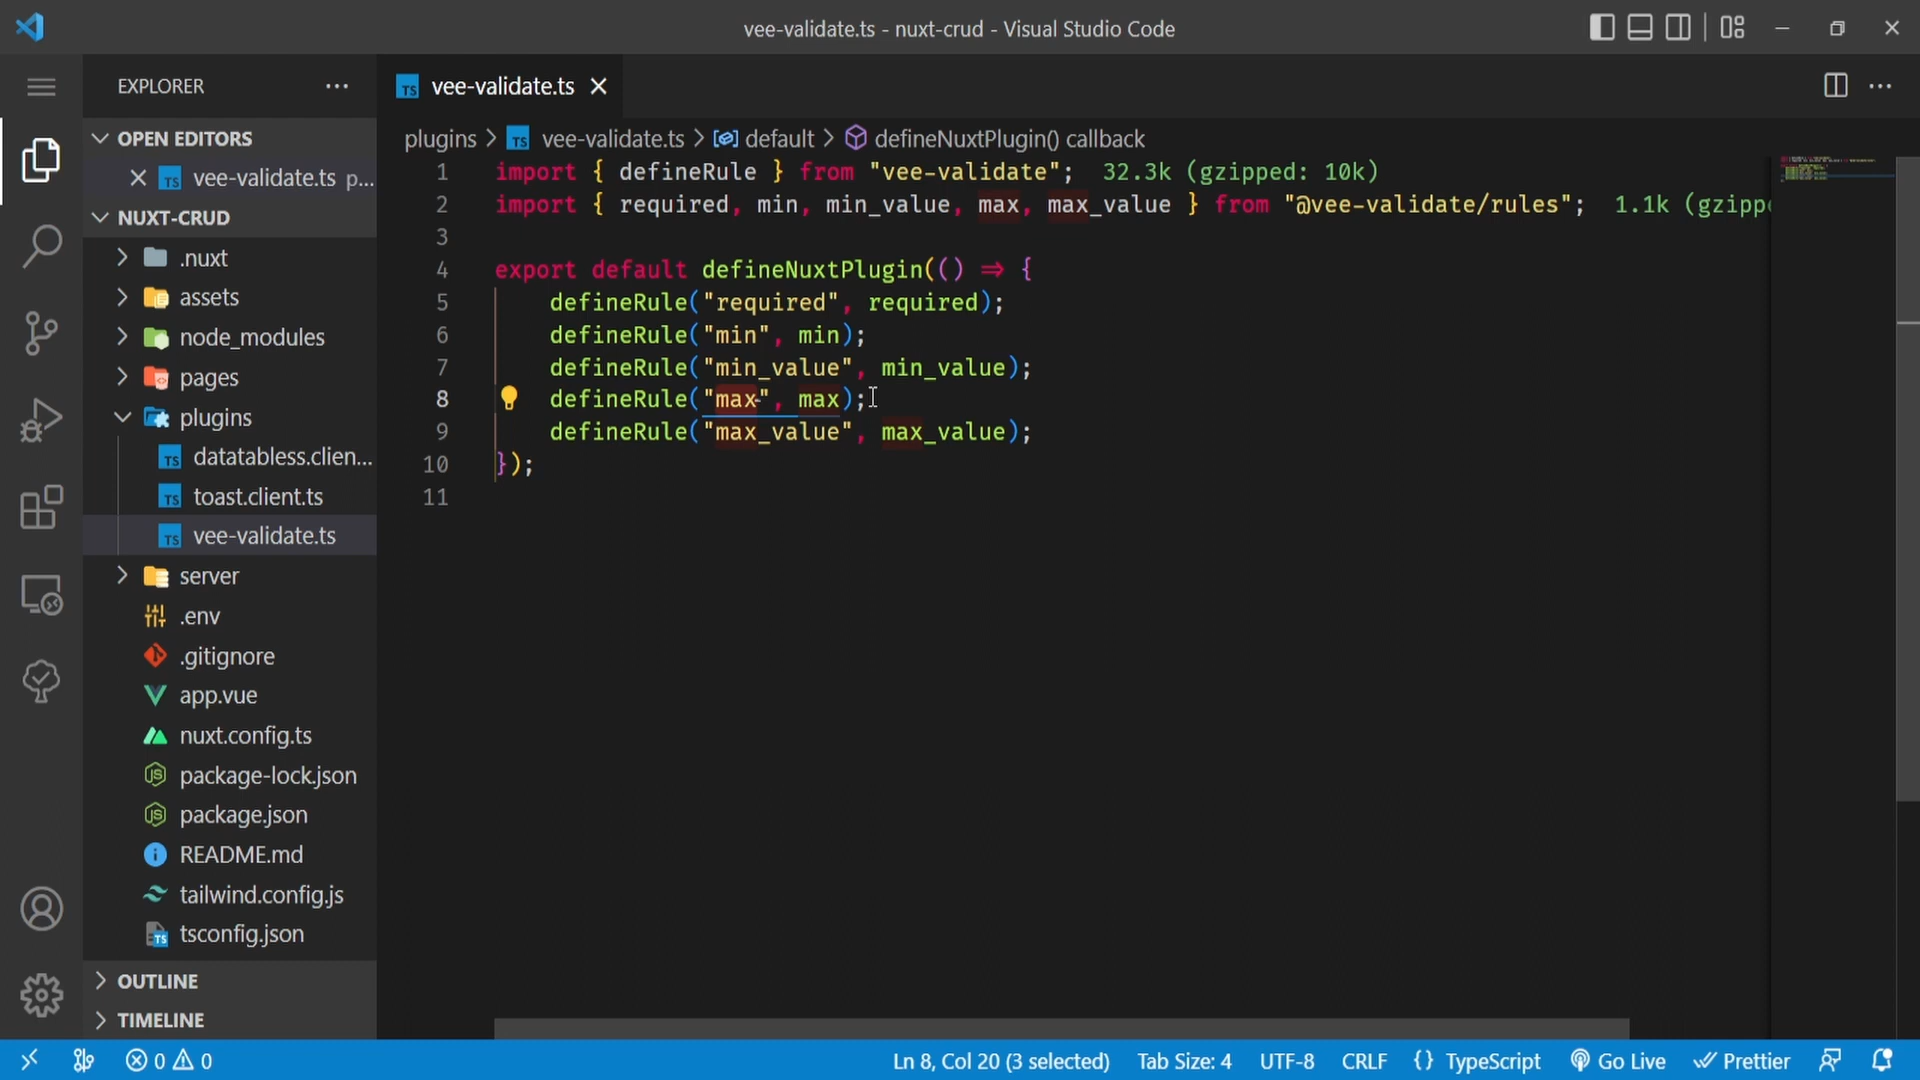 vee-validate.ts - nuxt-crud - Visual Studio Code
EXPLORER
vee-validate.ts
OPEN EDITORS
vee-validate.ts p...
NUXT-CRUD
.nuxt
assets
node_modules
pages
plugins
datatabless.clien...
toast.client.ts
vee-validate.ts
server
.env
.gitignore
app.vue
nuxt.config.ts
package-lock.json
package.json
README.md
tailwind.config.js
tsconfig.json
OUTLINE
TIMELINE
plugins > vee-validate.ts > default > defineNuxtPlugin() callback
1 import { defineRule } from "vee-validate"; 32.3k (gzipped: 10k)
2 import { required, min, min_value, max, max_value } from "@vee-validate/rules"; 1.1k (gzipp
3
4 export default defineNuxtPlugin(() => {
5 defineRule("required", required);
6 defineRule("min", min);
7 defineRule("min_value", min_value);
8 defineRule("max", max);
9 defineRule("max_value", max_value);
10 });
11
0 0
Ln 8, Col 20 (3 selected)
Tab Size: 4
UTF-8
CRLF
{} TypeScript
Go Live
Prettier